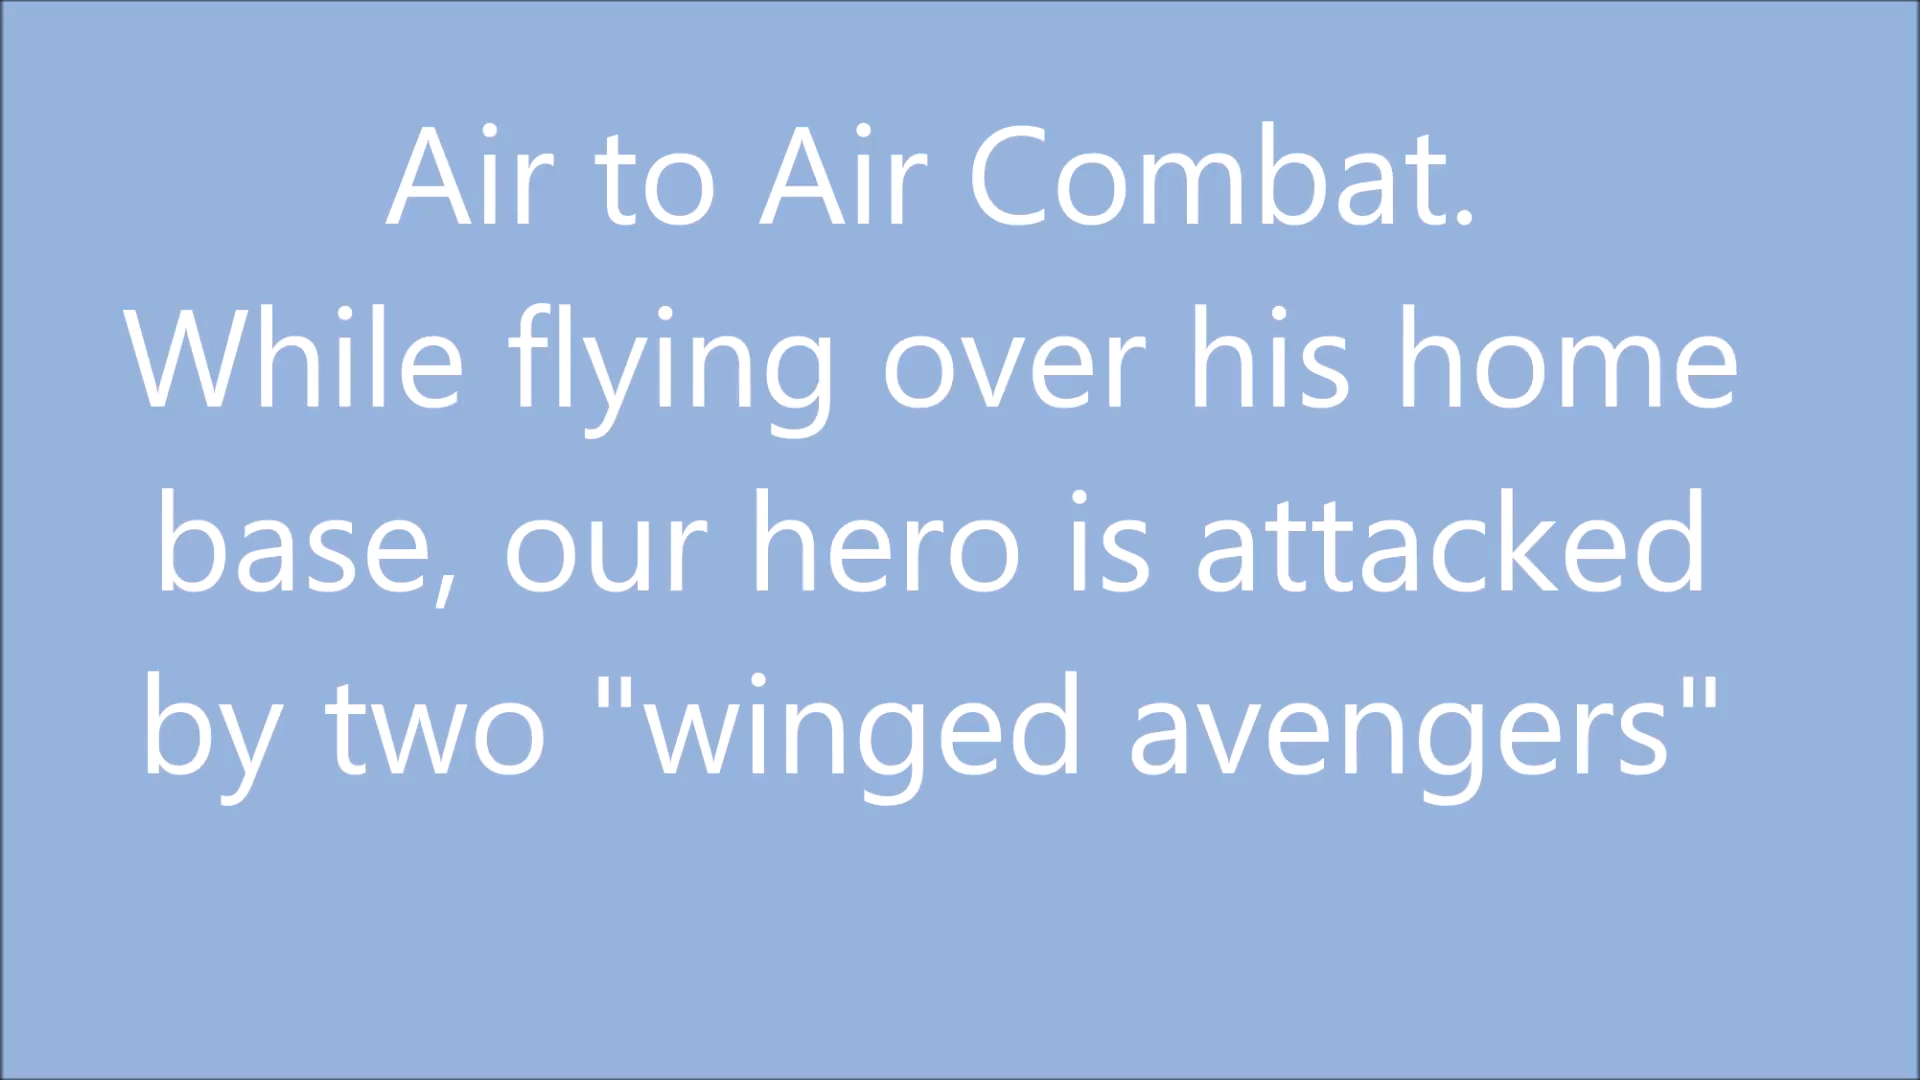 Air to Air Combat.
While flying over his home
base, our hero is attacked
by two "winged avengers"